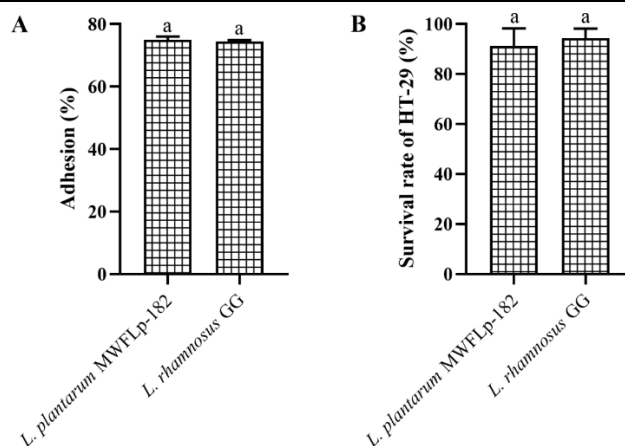 A
Adhesion (%)
80
60
40
20
0
a
a
L. plantarum MWFLp-182
L. rhamnosus GG
B
Survival rate of HT-29 (%)
100
80
60
40
20
0
a
a
L. plantarum MWFLp-182
L. rhamnosus GG